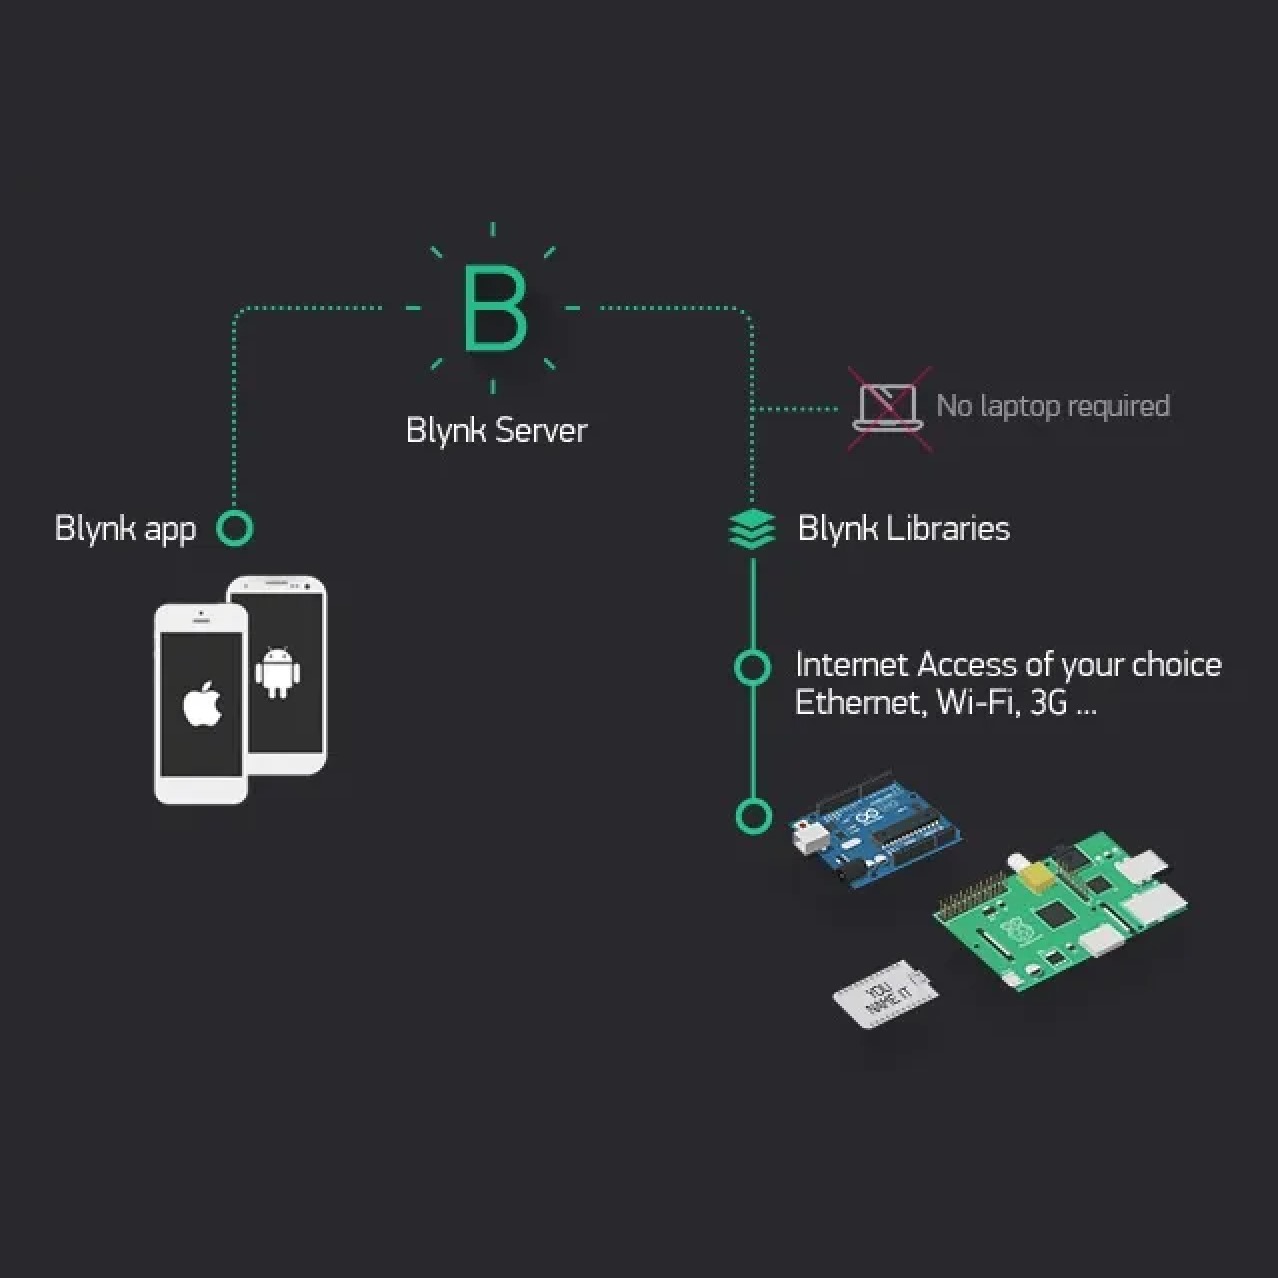 B
Blynk Server
No laptop required
Blynk app
Blynk Libraries
Internet Access of your choice
Ethernet, Wi-Fi, 3G ...
YOU
NAME IT